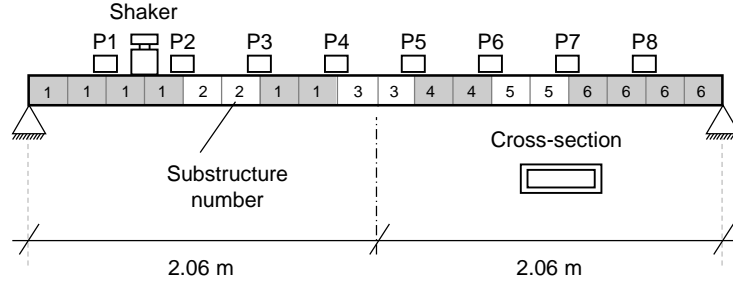 Shaker
P1 P2 P3 P4 P5 P6 P7 P8
1 1 1 1 2 2 1 1 3 3 4 4 5 5 6 6 6 6
Cross-section
Substructure
number
2.06 m 2.06 m